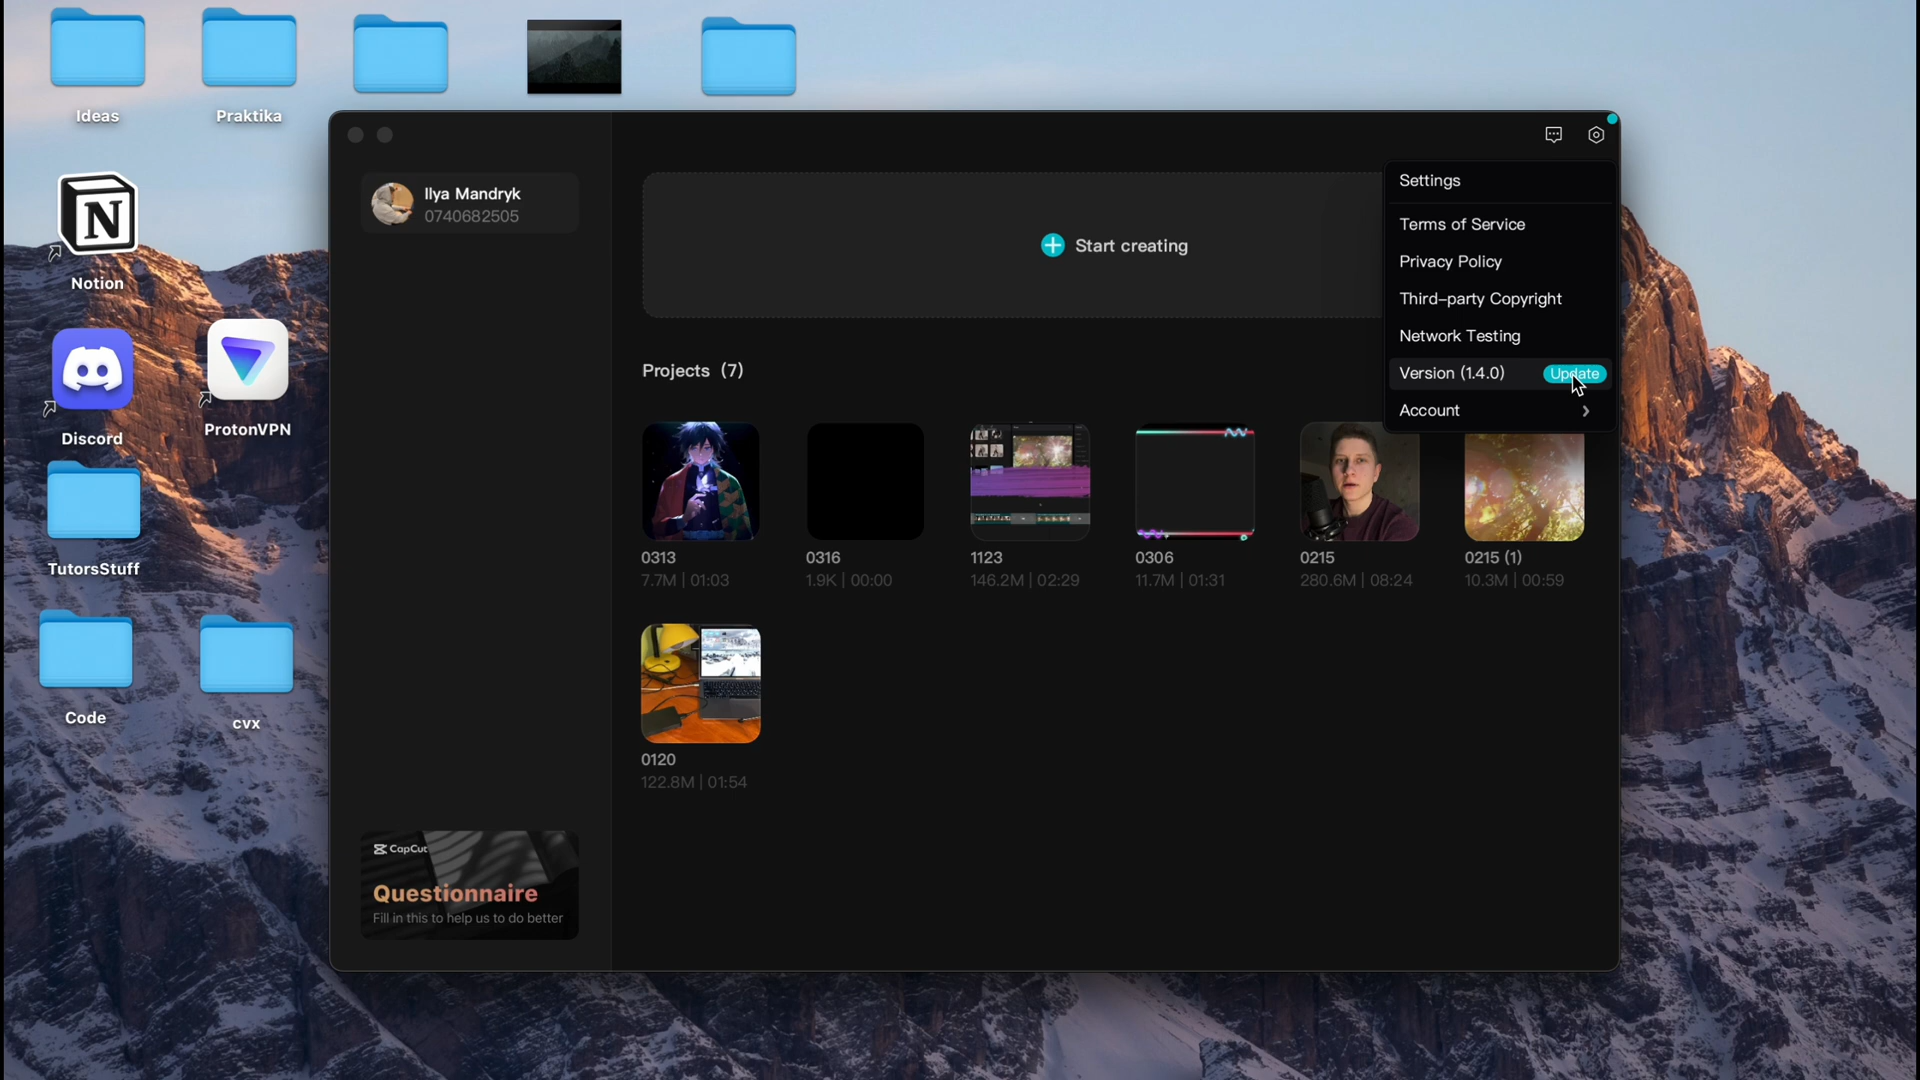 Ideas
Praktika
Notion
Discord
ProtonVPN
TutorsStuff
Code
cvx
Ilya Mandryk
0740682505
Start creating
Settings
Terms of Service
Privacy Policy
Third-party Copyright
Network Testing
Version (1.4.0) Update
Account
Projects (7)
0313
7.7M | 01:03
0316
1.9K | 00:00
1123
146.2M | 02:29
0306
11.7M | 01:31
0215
280.6M | 08:24
0215 (1)
10.3M | 00:59
0120
122.8M | 01:54
CapCut
Questionnaire
Fill in this to help us to do better